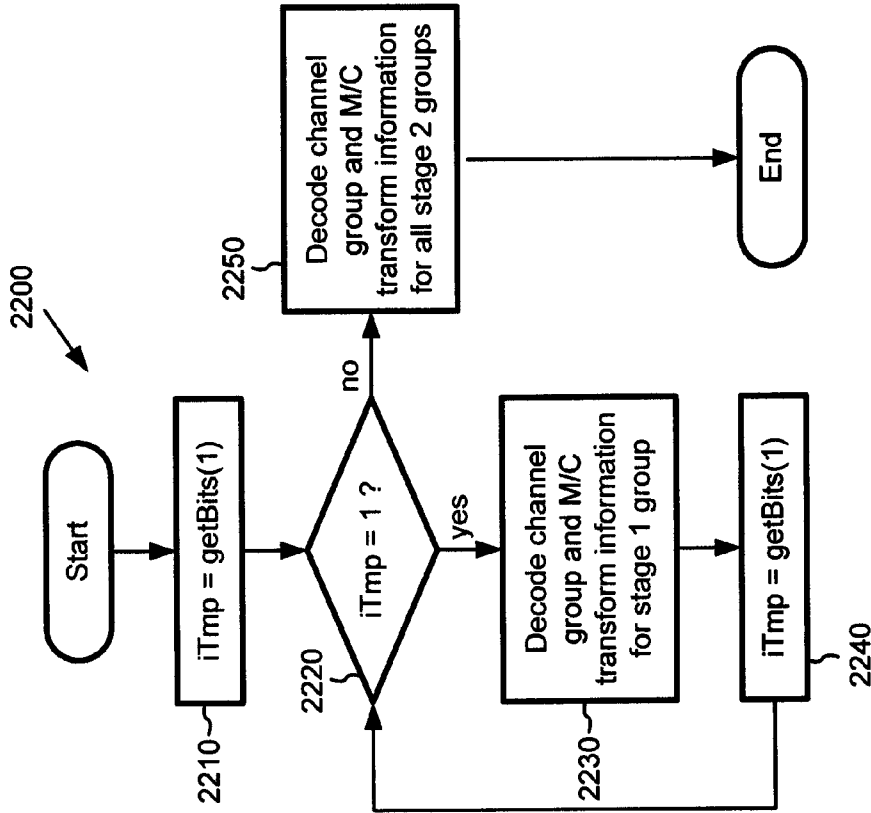 2200
Start
iTmp = getBits(1)
2210
iTmp = 1 ?
2220
no
yes
Decode channel
group and M/C
transform information
for stage 1 group
2230
iTmp = getBits(1)
2240
Decode channel
group and M/C
transform information
for all stage 2 groups
2250
End